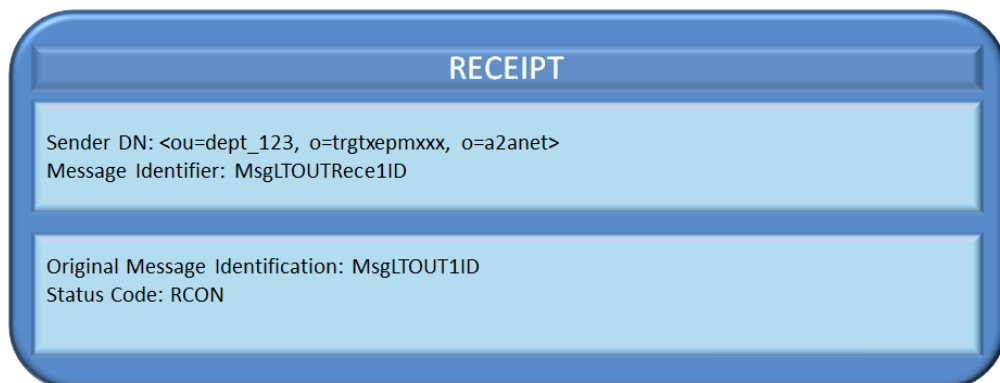 RECEIPT
Sender DN: <ou=dept_123, o=trgtxepmxxx, o=a2anet>
Message Identifier: MsgLTOUTRece1ID
Original Message Identification: MsgLTOUT1ID
Status Code: RCON